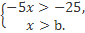 −5x > −25,
x > b.